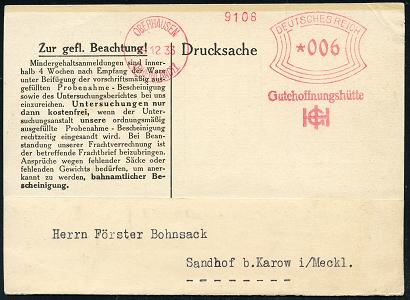 9108
OBERHAUSEN
12 33
DEUTSCHES REICH
*006
Gutehoffnungshütte
Zur gefl. Beachtung!
Drucksache
Mindergehaltsanmeldungen sind inner-
halb 4 Wochen nach Empfang der Ware
unter Beifügung der vorschriftsmäßig aus-
gefüllten Probenahme-Bescheinigung
sowie des Untersuchungsberichtes bei uns
einzureichen. Untersuchungen nur
dann kostenfrei, wenn der Unter-
suchungsanstalt unsere ordnungsmäßig
ausgefüllte Probenahme-Bescheinigung
rechtzeitig eingesandt wird. Bei Bean-
standung unserer Frachtverrechnung ist
der betreffende Frachtbrief beizubringen.
Ansprüche wegen fehlender Säcke oder
fehlenden Gewichts bedürfen, um aner-
kannt zu werden, bahnamtlicher Be-
scheinigung.
Herrn Förster Bohnsack
Sandhof b.Karow i/Meckl.